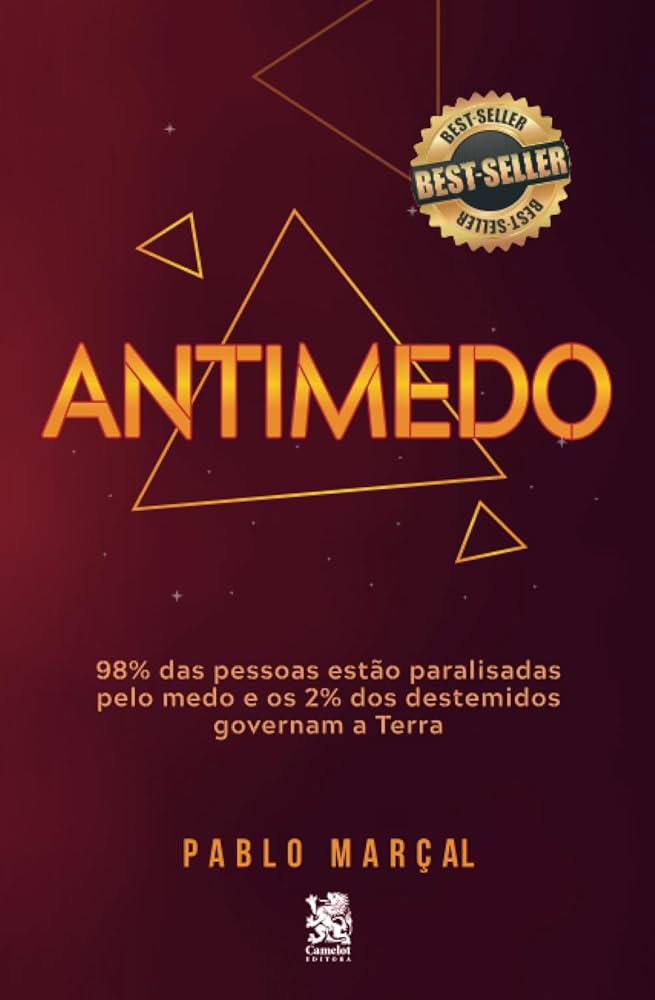 BEST-SELLER
BEST-SELLER
BEST-SELLER
ANTIMEDO
98% das pessoas estão paralisadas
pelo medo e os 2% dos destemidos
governam a Terra
PABLO MARÇAL
Camelot
EDITORA